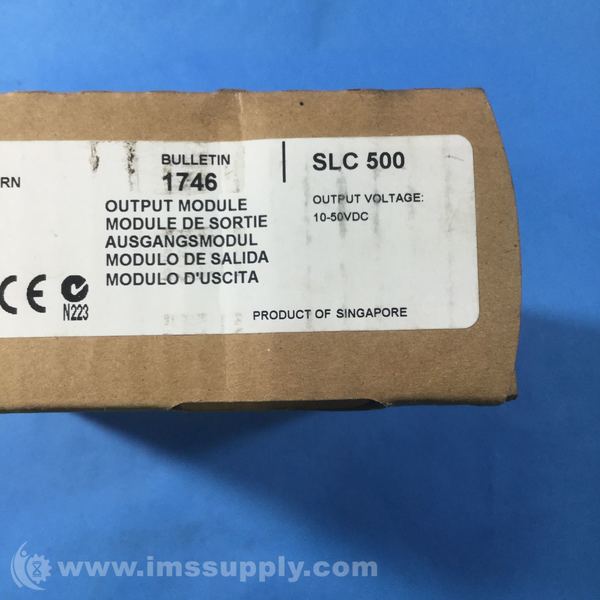 RN
BULLETIN
1746
SLC 500
OUTPUT MODULE
MODULE DE SORTIE
AUSGANGSMODUL
MODULO DE SALIDA
MODULO D'USCITA
OUTPUT VOLTAGE:
10-50VDC
CE
N223
PRODUCT OF SINGAPORE
www.imssupply.com